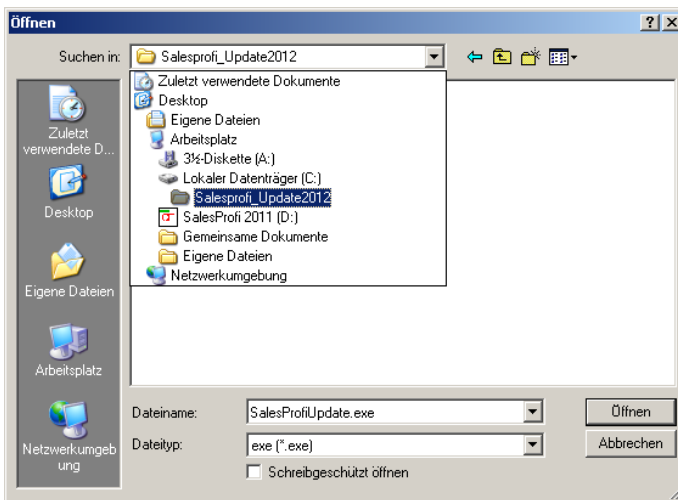 Öffnen
Suchen in: Salesprofi_Update2012
Zuletzt verwendete Dokumente
Desktop
Eigene Dateien
Arbeitsplatz
3½-Diskette (A:)
Lokaler Datenträger (C:)
Salesprofi_Update2012
SalesProfi 2011 (D:)
Gemeinsame Dokumente
Eigene Dateien
Netzwerkumgebung
Zuletzt
verwendete D...
Desktop
Eigene Dateien
Arbeitsplatz
Netzwerkumgeb
ung
Dateiname: SalesProfiUpdate.exe Öffnen
Dateityp: exe (*.exe) Abbrechen
Schreibgeschützt öffnen